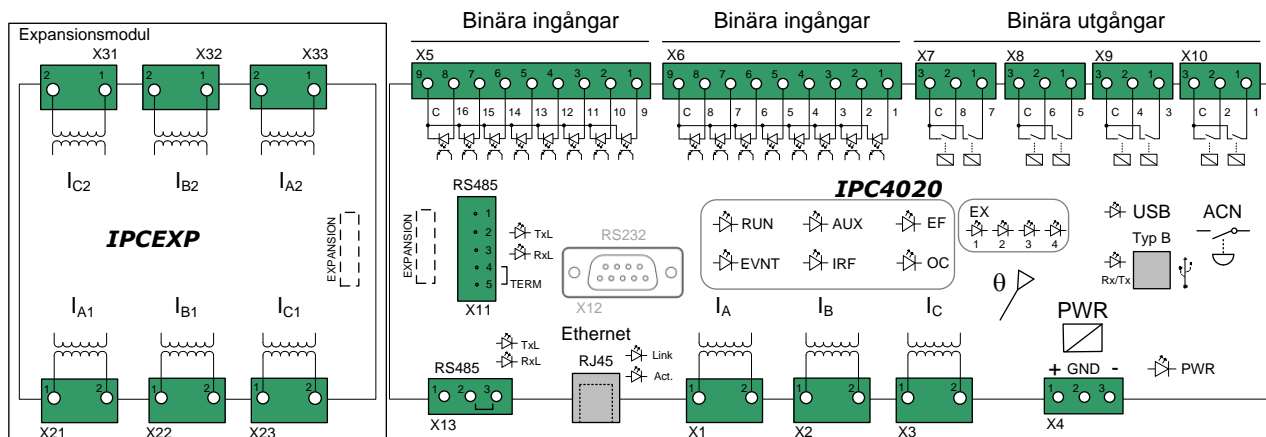 Binära ingångar
Binära ingångar
Binära utgångar
Expansionsmodul
X31
X32
X33
X5
X6
X7
X8
X9
X10
2 1
2 1
2 1
9 8 7 6 5 4 3 2 1
9 8 7 6 5 4 3 2 1
3 2 1
3 2 1
3 2 1
3 2 1
C 16 15 14 13 12 11 10 9
C 8 7 6 5 4 3 2 1
C 8 7
C 6 5
C 4 3
C 2 1
IC2
IB2
IA2
IPCEXP
EXPANSION
EXPANSION
RS485
1
2
3
4
5
TERM
X11
TxL
RxL
RS232
X12
IPC4020
RUN
AUX
EF
EVNT
IRF
OC
EX
1 2 3 4
USB
Typ B
Rx/Tx
ACN
θ
IA1
IB1
IC1
1 2
1 2
1 2
X21
X22
X23
TxL
RxL
RS485
1 2 3
X13
Ethernet
RJ45
Link
Act.
IA
IB
IC
1 2
1 2
1 2
X1
X2
X3
PWR
+ GND -
1 2 3
X4
PWR